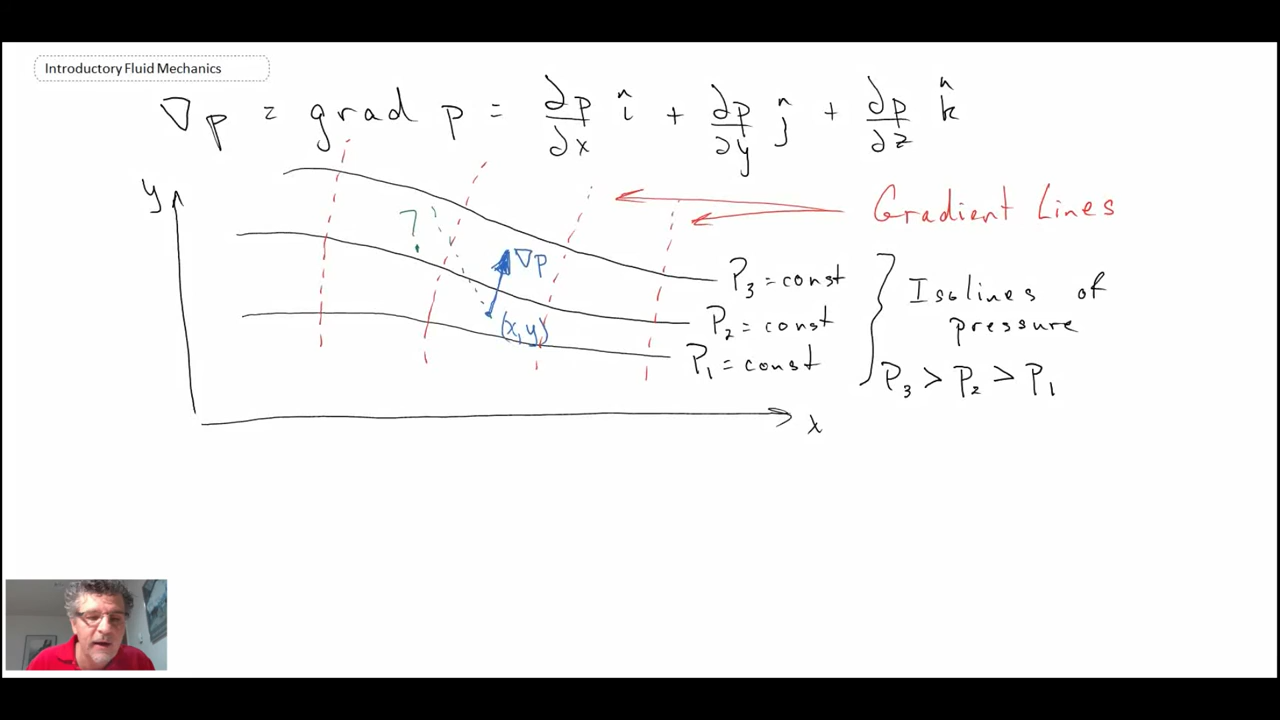 Introductory Fluid Mechanics
∇p = grad p = ∂p/∂x î + ∂p/∂y ĵ + ∂p/∂z k̂
y
Gradient Lines
?
∇p
(x,y)
P₃ = const
P₂ = const
P₁ = const
Isolines of
pressure
P₃ > P₂ > P₁
x